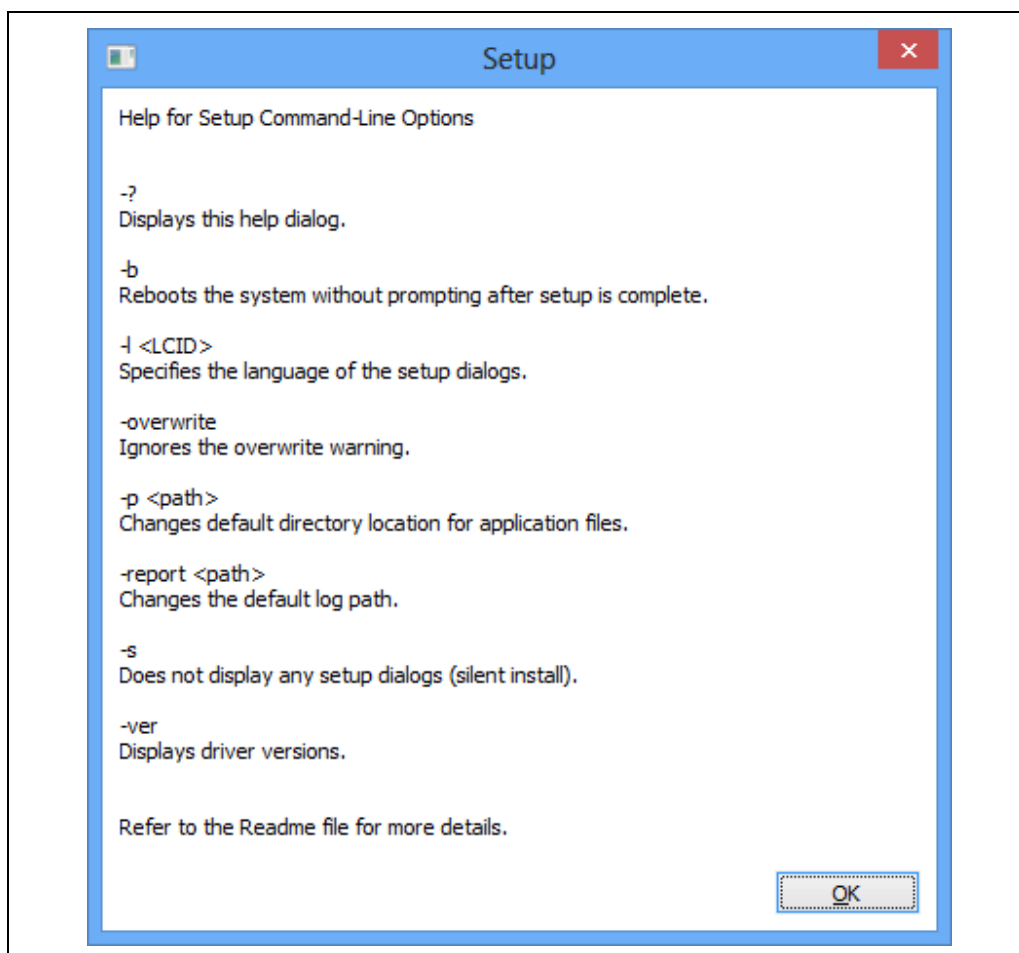 Setup
Help for Setup Command-Line Options
-?
Displays this help dialog.
-b
Reboots the system without prompting after setup is complete.
-l <LCID>
Specifies the language of the setup dialogs.
-overwrite
Ignores the overwrite warning.
-p <path>
Changes default directory location for application files.
-report <path>
Changes the default log path.
-s
Does not display any setup dialogs (silent install).
-ver
Displays driver versions.
Refer to the Readme file for more details.
OK